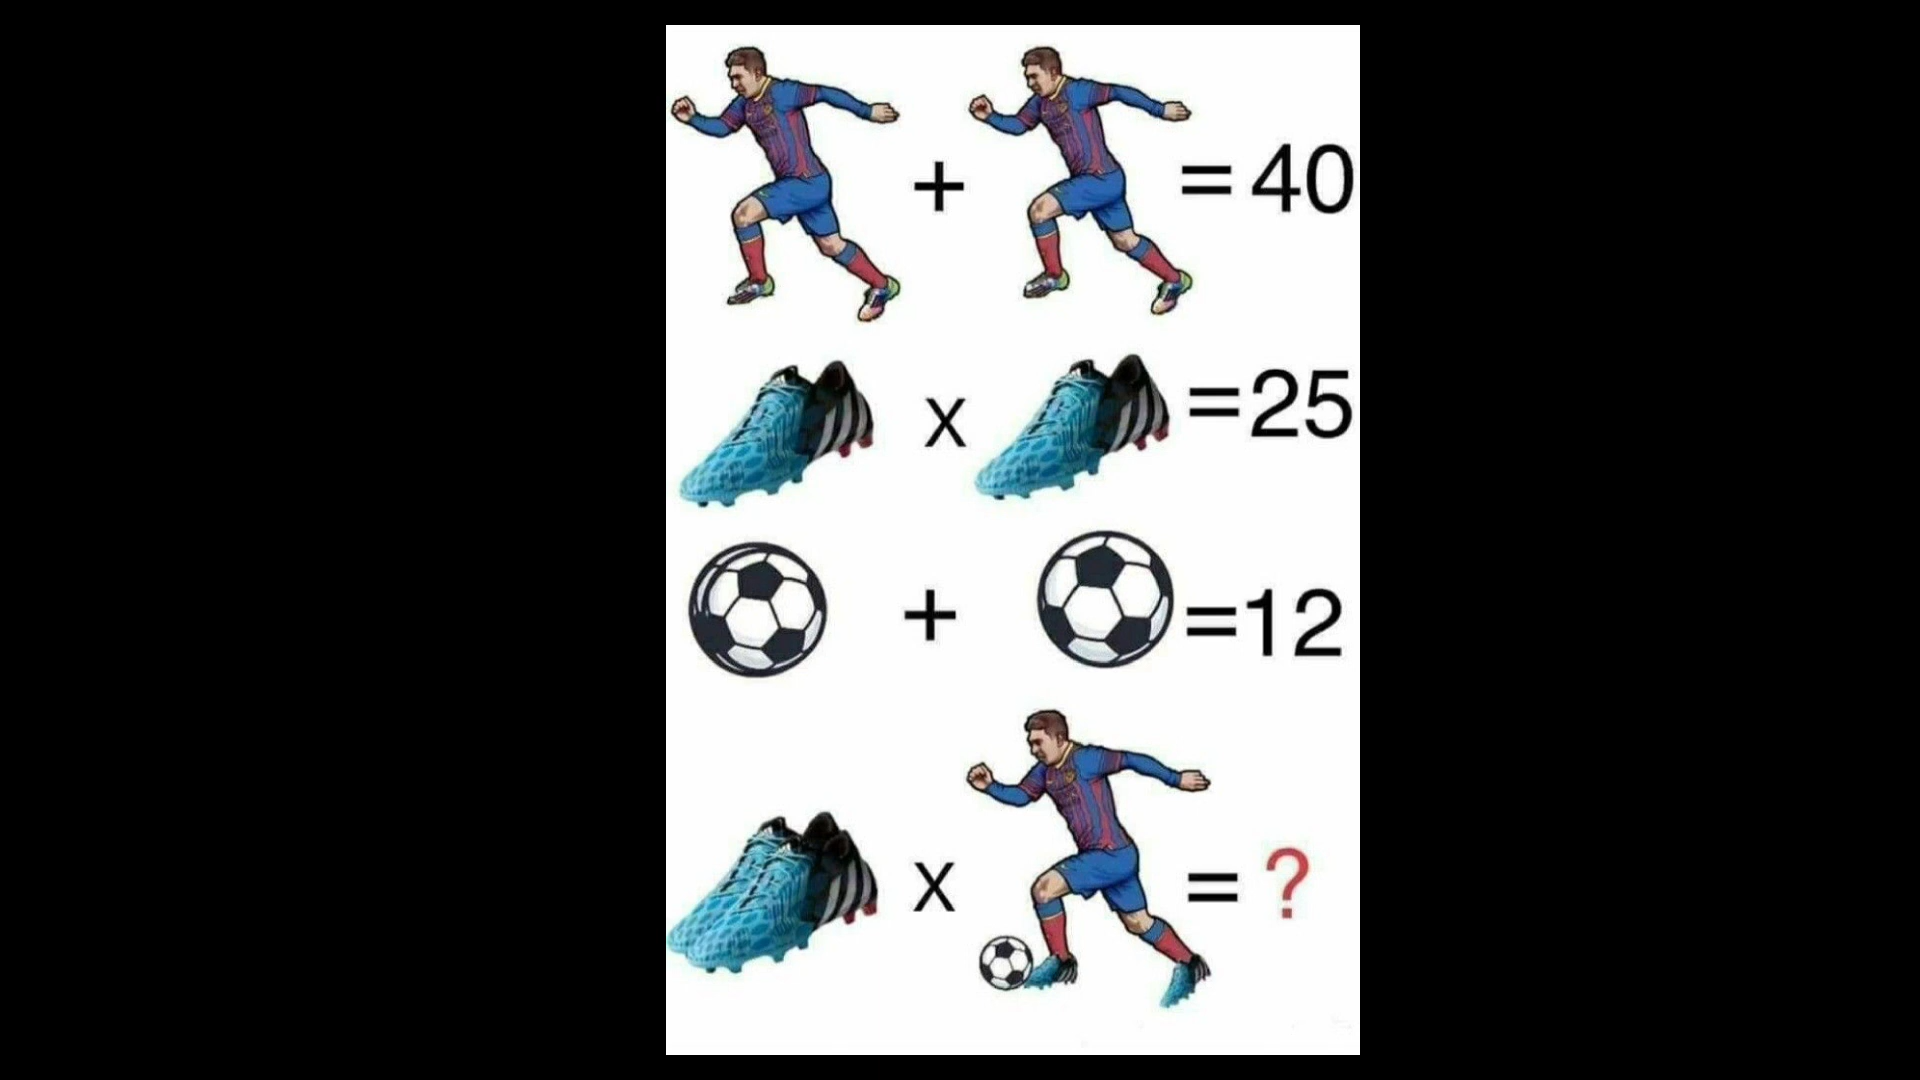 + = 40
x =25
+ =12
x = ?